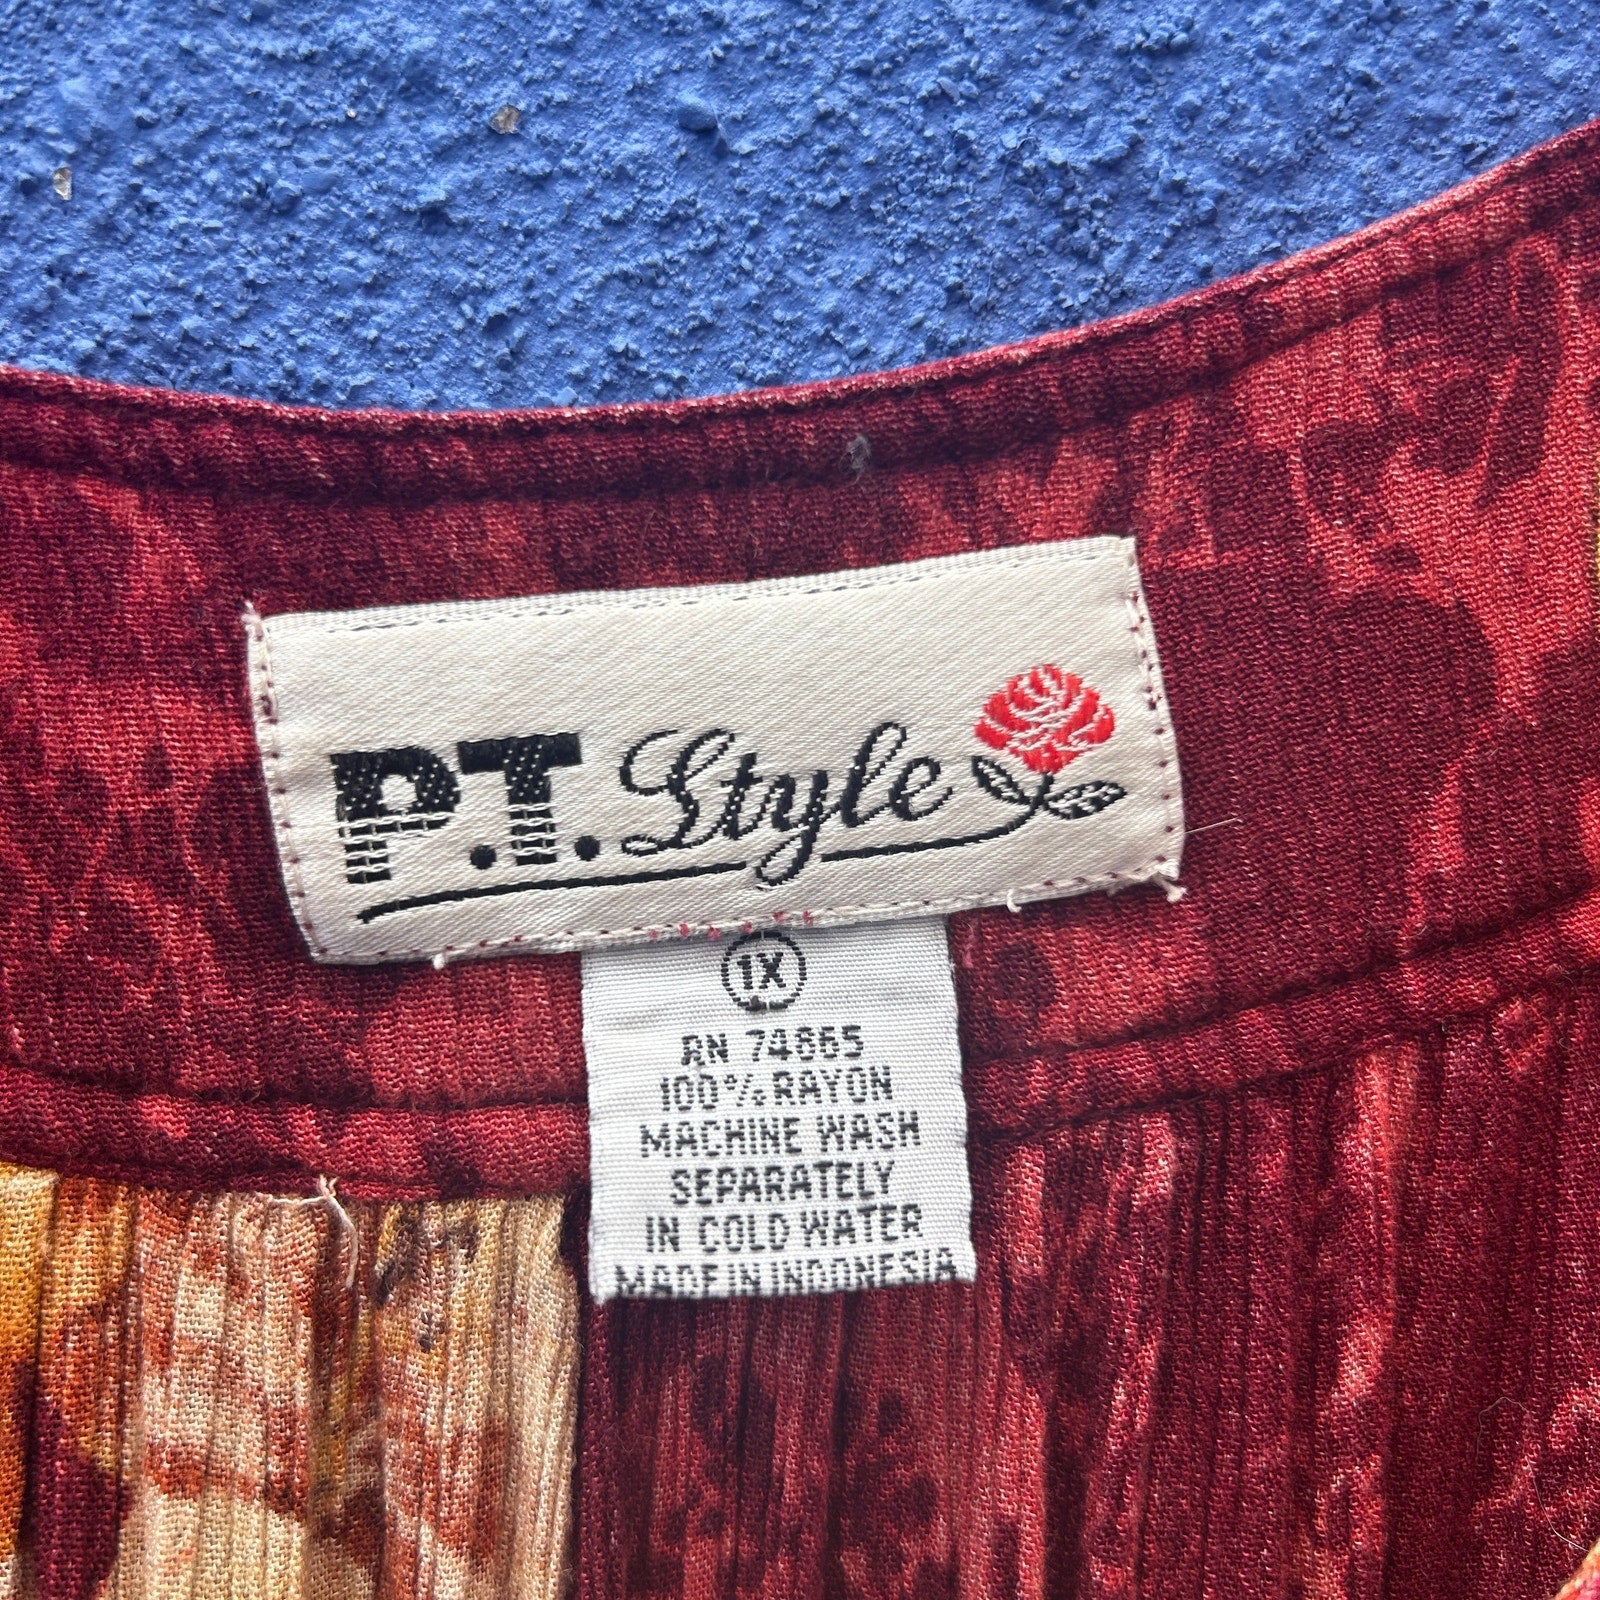 P.T. Style
1X
RN 74865
100% RAYON
MACHINE WASH
SEPARATELY
IN COLD WATER
MADE IN INDONESIA